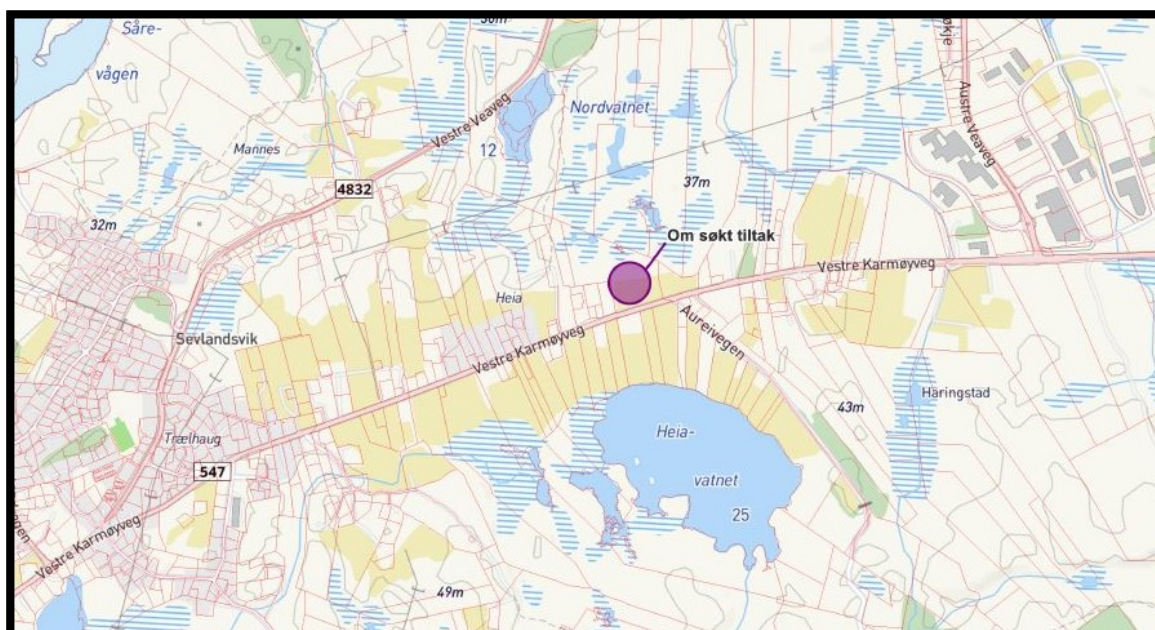 Såre-
vågen
Nordvatnet
Vestre Veaveg
12
Mannes
4832
32m
37m
Om søkt tiltak
Austre Veaveg
Vestre Karmøyveg
Heia
Sevlandsvik
Vestre Karmøyveg
Aureivegen
Håringstad
43m
Heia-
vatnet
25
Trælhaug
547
Vestre Karmøyveg
49m